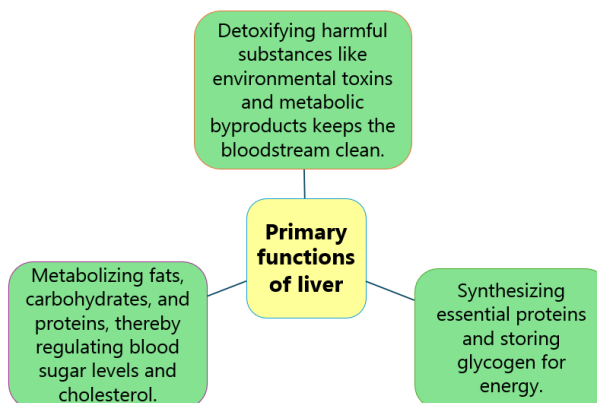 Detoxifying harmful
substances like
environmental toxins
and metabolic
byproducts keeps the
bloodstream clean.
Primary
functions
of liver
Metabolizing fats,
carbohydrates, and
proteins, thereby
regulating blood
sugar levels and
cholesterol.
Synthesizing
essential proteins
and storing
glycogen for
energy.